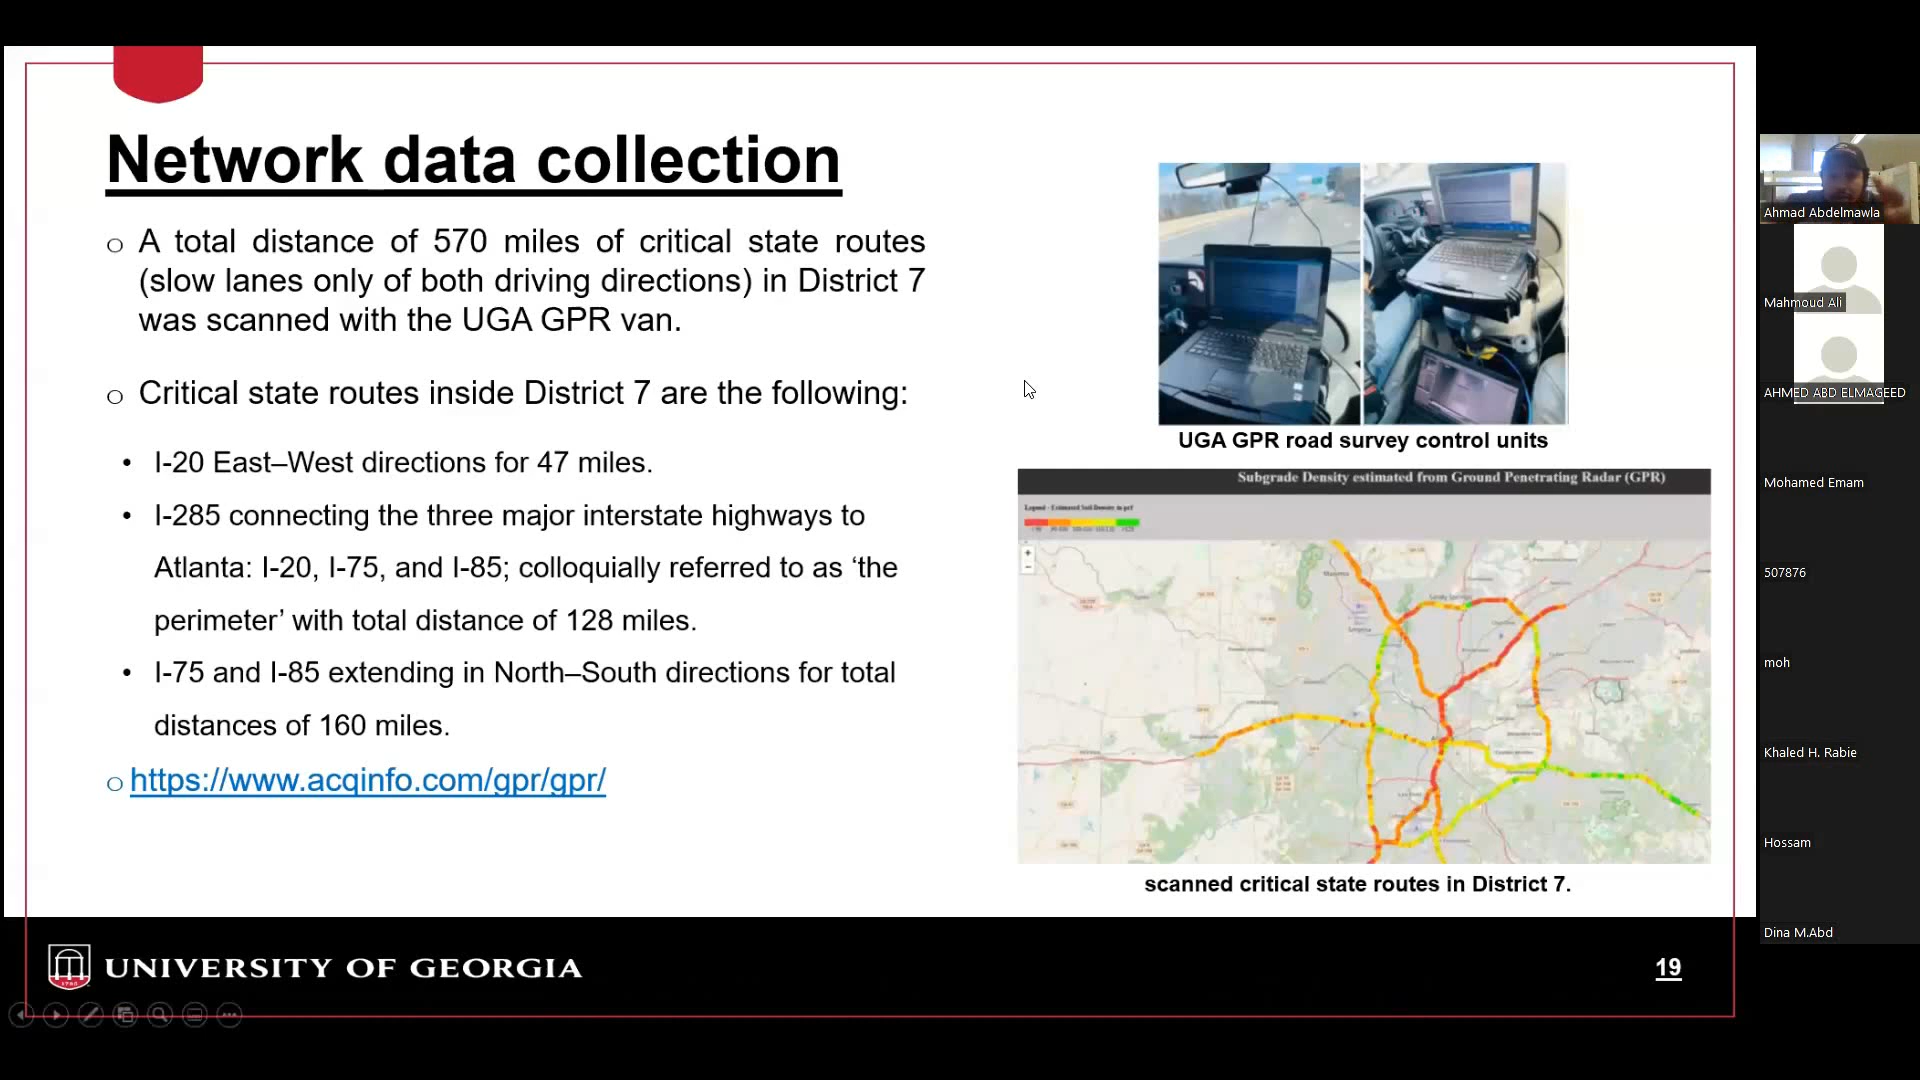 Network data collection
A total distance of 570 miles of critical state routes
(slow lanes only of both driving directions) in District 7
was scanned with the UGA GPR van.
Critical state routes inside District 7 are the following:
I-20 East–West directions for 47 miles.
I-285 connecting the three major interstate highways to
Atlanta: I-20, I-75, and I-85; colloquially referred to as ‘the
perimeter’ with total distance of 128 miles.
I-75 and I-85 extending in North–South directions for total
distances of 160 miles.
https://www.acqinfo.com/gpr/gpr/
UGA GPR road survey control units
Subgrade Density estimated from Ground Penetrating Radar (GPR)
Legend - Estimated Soil Density in pcf
scanned critical state routes in District 7.
UNIVERSITY OF GEORGIA
19
Ahmad Abdelmawla
Mahmoud Ali
AHMED ABD ELMAGEED
Mohamed Emam
507876
moh
Khaled H. Rabie
Hossam
Dina M.Abd